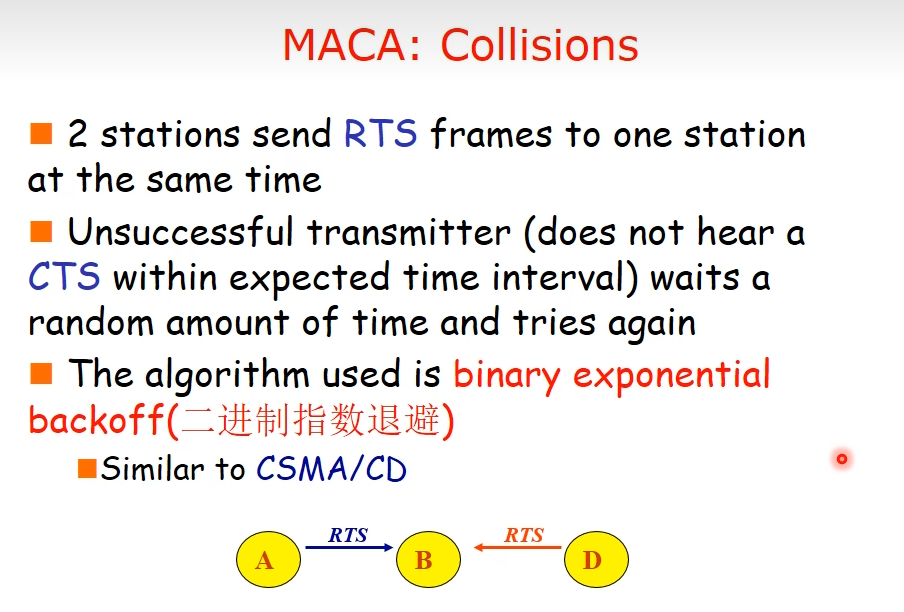 MACA: Collisions
2 stations send RTS frames to one station
at the same time
Unsuccessful transmitter (does not hear a
CTS within expected time interval) waits a
random amount of time and tries again
The algorithm used is binary exponential
backoff(二进制指数退避)
Similar to CSMA/CD
RTS RTS
A B D